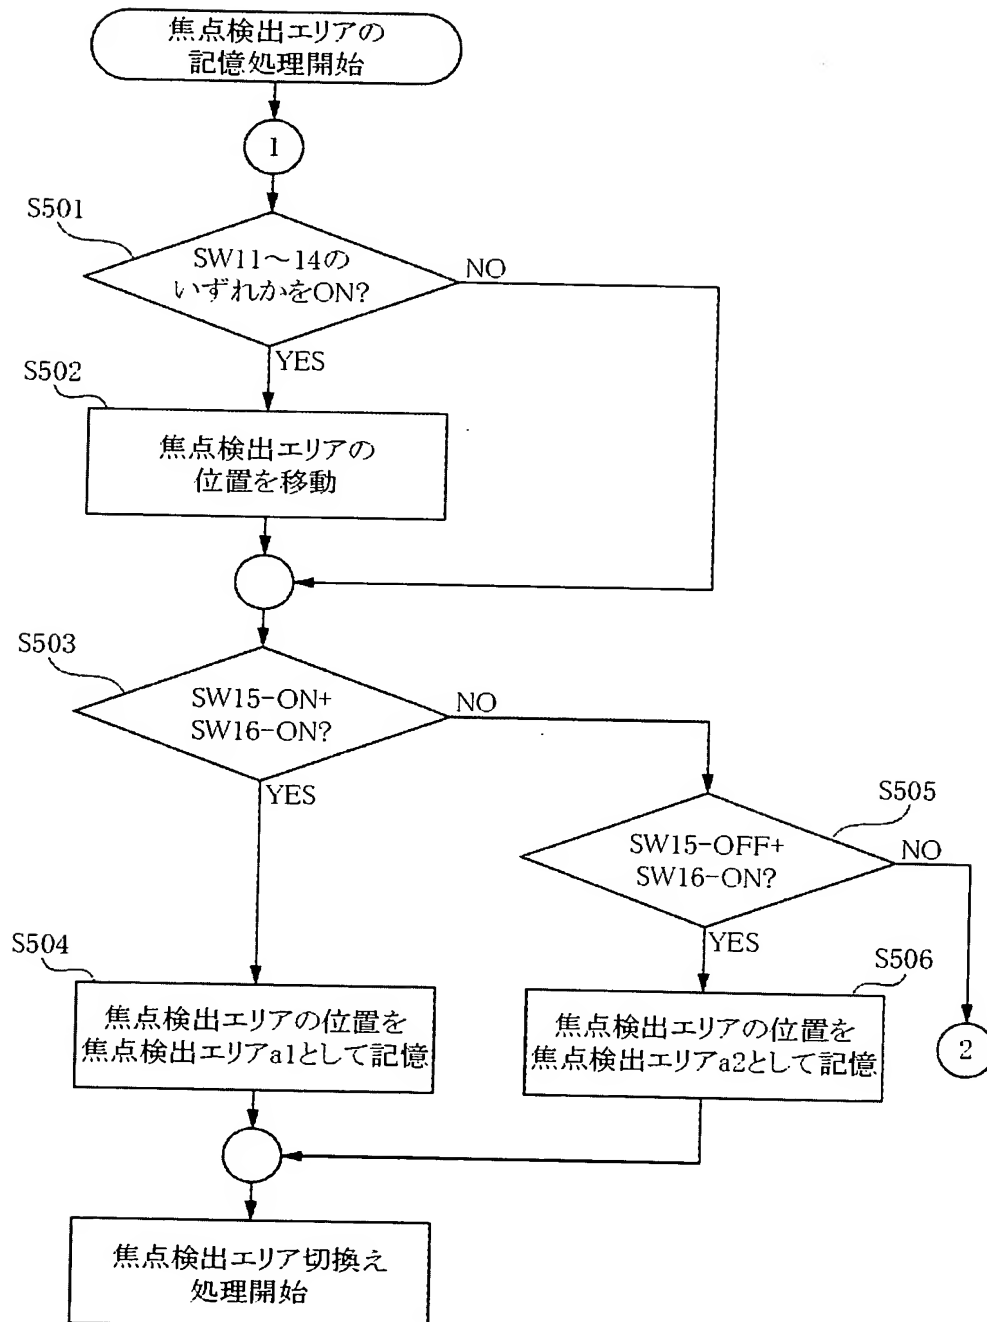 焦点検出エリアの
記憶処理開始
1
S501
SW11～14の
いずれかをON?
NO
YES
S502
焦点検出エリアの
位置を移動
S503
SW15-ON+
SW16-ON?
NO
YES
S505
SW15-OFF+
SW16-ON?
NO
YES
S504
焦点検出エリアの位置を
焦点検出エリアa1として記憶
S506
焦点検出エリアの位置を
焦点検出エリアa2として記憶
2
焦点検出エリア切換え
処理開始